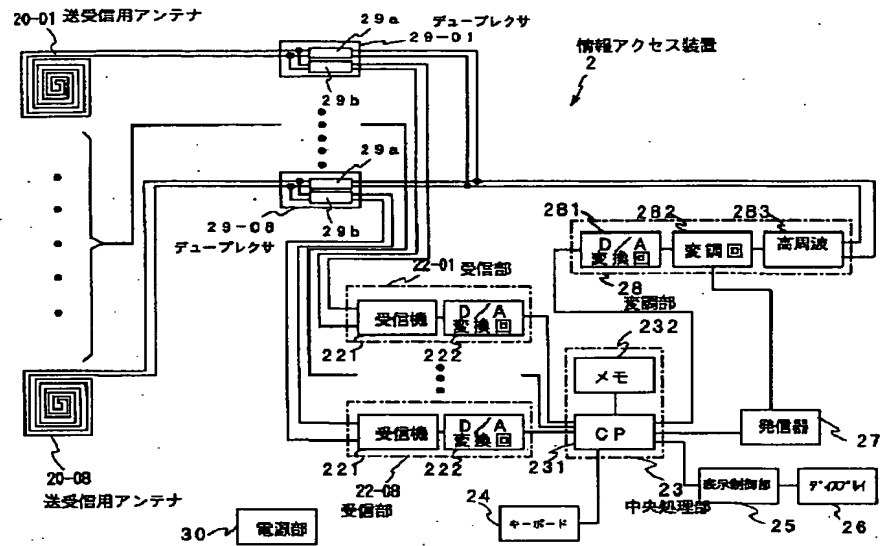 20-01 送受信用アンテナ
29a デュープレクサ
29-01
情報アクセス装置
2
29b
29a
29-08
デュープレクサ
29b
281 282 283
D/A
変換回
変調回
高周波
28
変調部
22-01 受信部
受信機
D/A
変換回
221 222
232
メモ
受信機
D/A
変換回
CP
発信器
27
221 222
231
22-08
受信部
23
中央処理部
20-08
送受信用アンテナ
24
キーボード
表示制御部
ディスプレイ
25
26
30 電源部